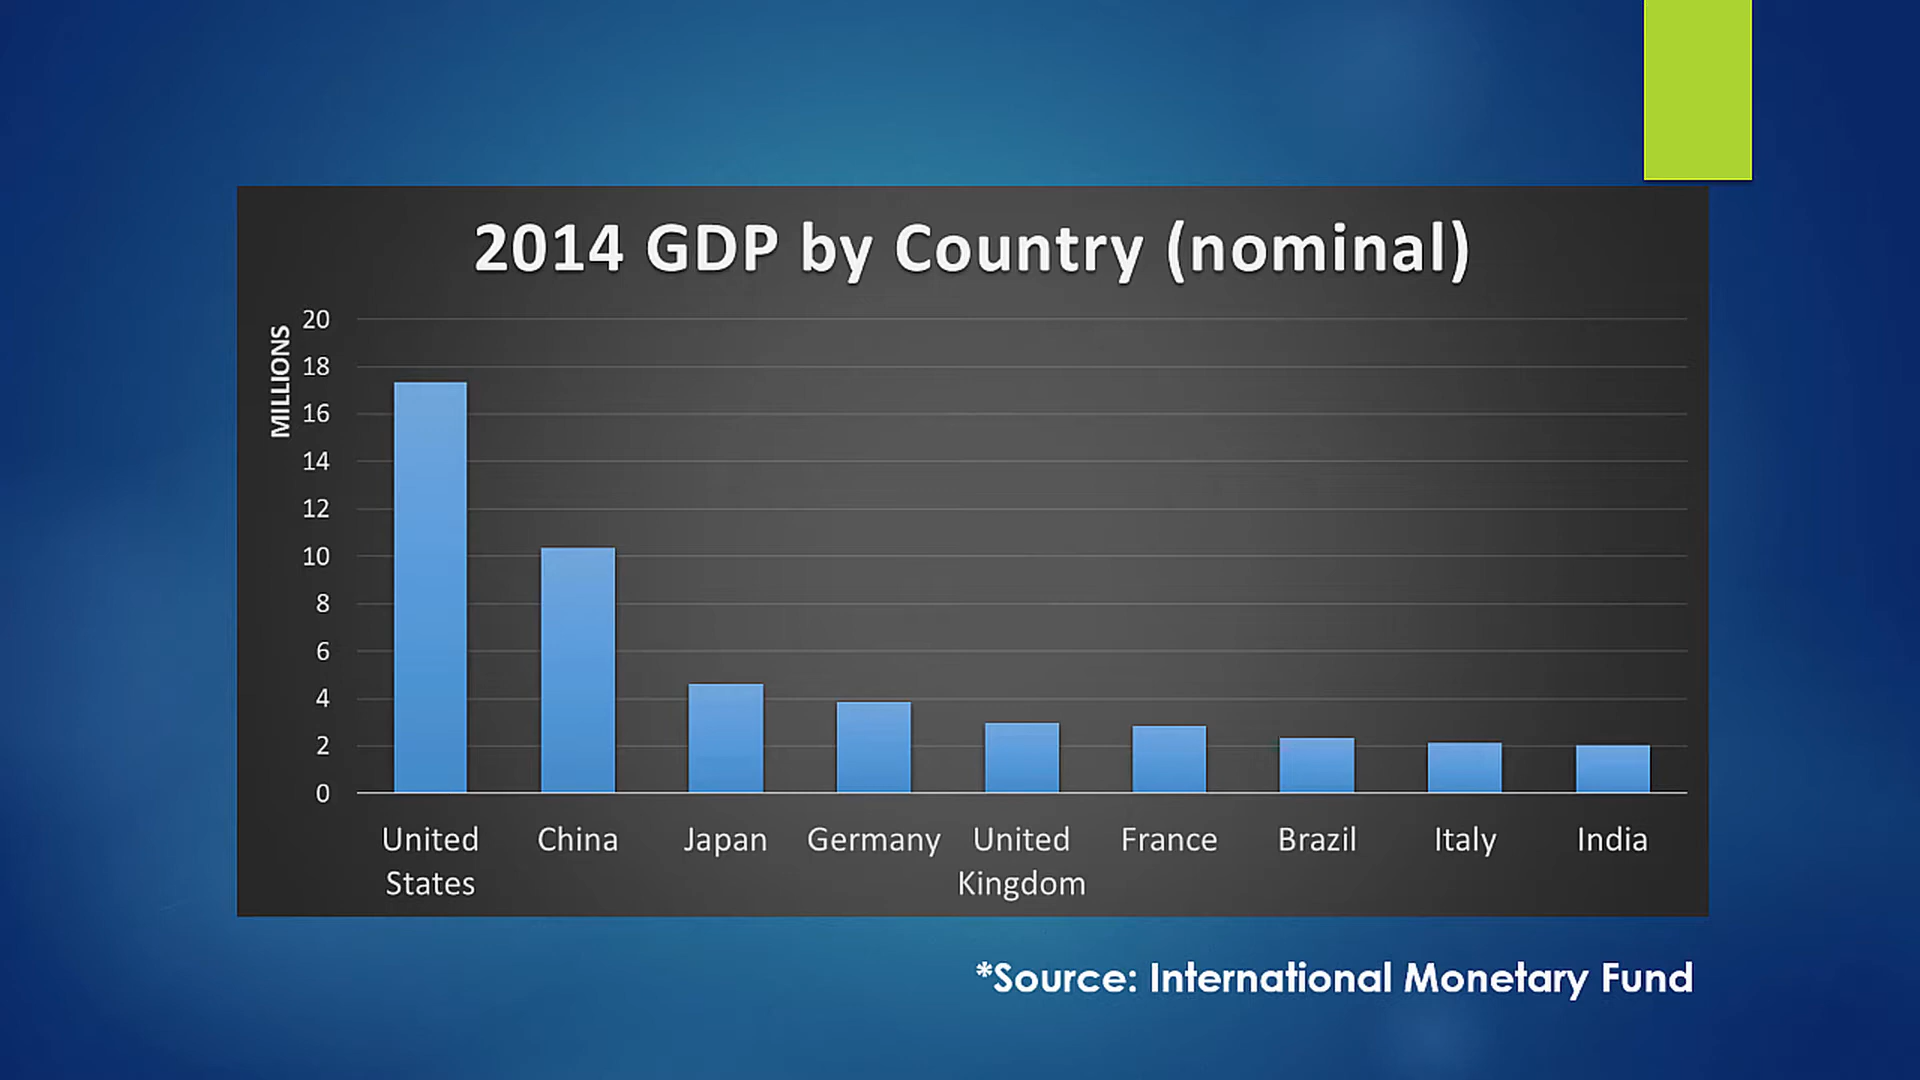 2014 GDP by Country (nominal)
MILLIONS
20
18
16
14
12
10
8
6
4
2
0
United States
China
Japan
Germany
United Kingdom
France
Brazil
Italy
India
*Source: International Monetary Fund